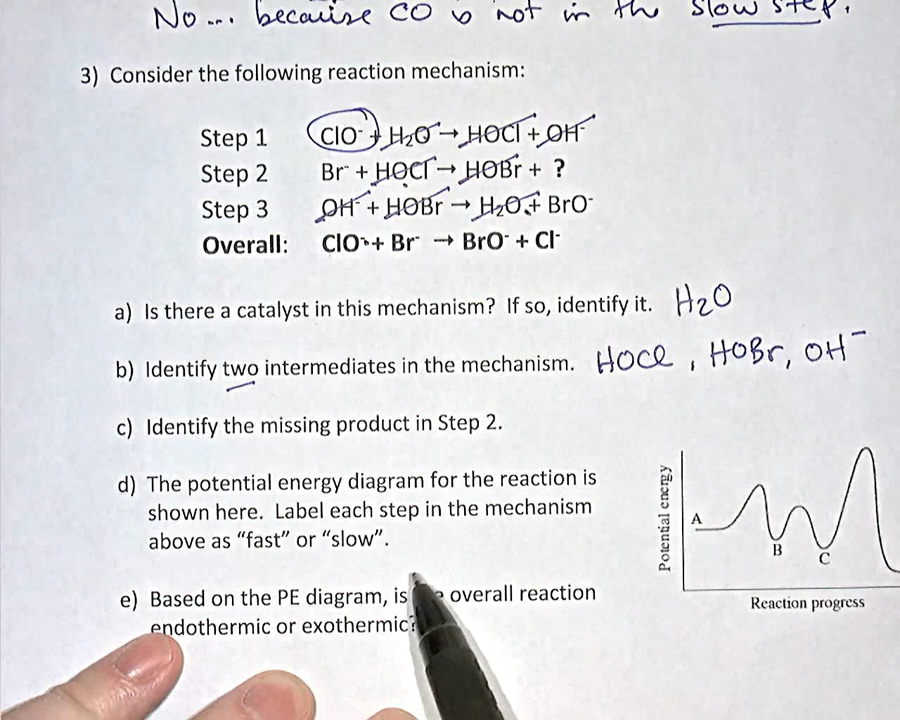 No... because CO is not in the slow step.
3) Consider the following reaction mechanism:
Step 1 ClO⁻ + H₂O → HOCl + OH⁻
Step 2 Br⁻ + HOCl → HOBr + ?
Step 3 OH⁻ + HOBr → H₂O + BrO⁻
Overall: ClO⁻ + Br⁻ → BrO⁻ + Cl⁻
a) Is there a catalyst in this mechanism? If so, identify it. H₂O
b) Identify two intermediates in the mechanism. HOCl, HOBr, OH⁻
c) Identify the missing product in Step 2.
d) The potential energy diagram for the reaction is
shown here. Label each step in the mechanism
above as "fast" or "slow".
e) Based on the PE diagram, is overall reaction
endothermic or exothermic?
Potential energy
A
B
C
Reaction progress